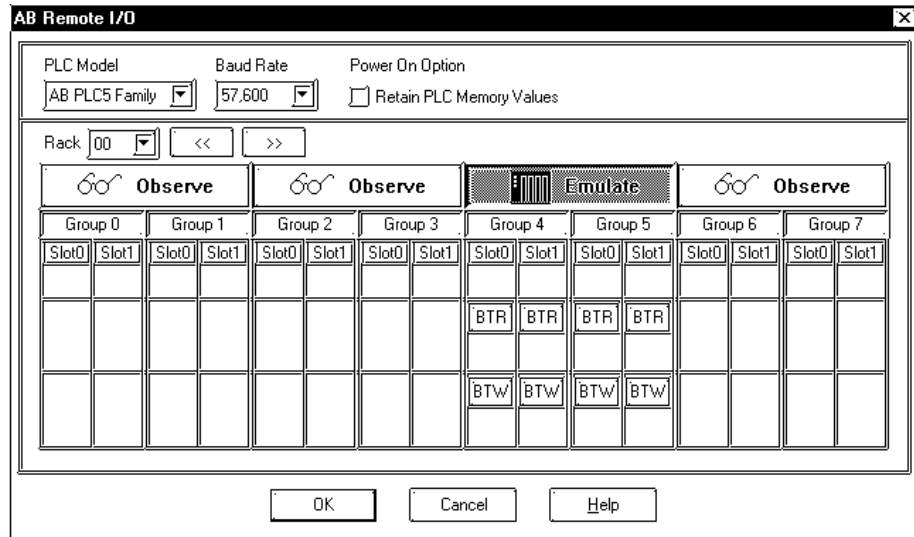 AB Remote I/O
PLC Model Baud Rate Power On Option
AB PLC5 Family 57,600 Retain PLC Memory Values
Rack 00 << >>
Observe Observe Emulate Observe
Group 0 Group 1 Group 2 Group 3 Group 4 Group 5 Group 6 Group 7
Slot0 Slot1 Slot0 Slot1 Slot0 Slot1 Slot0 Slot1 Slot0 Slot1 Slot0 Slot1 Slot0 Slot1 Slot0 Slot1
BTR BTR BTR BTR
BTW BTW BTW BTW
OK Cancel Help